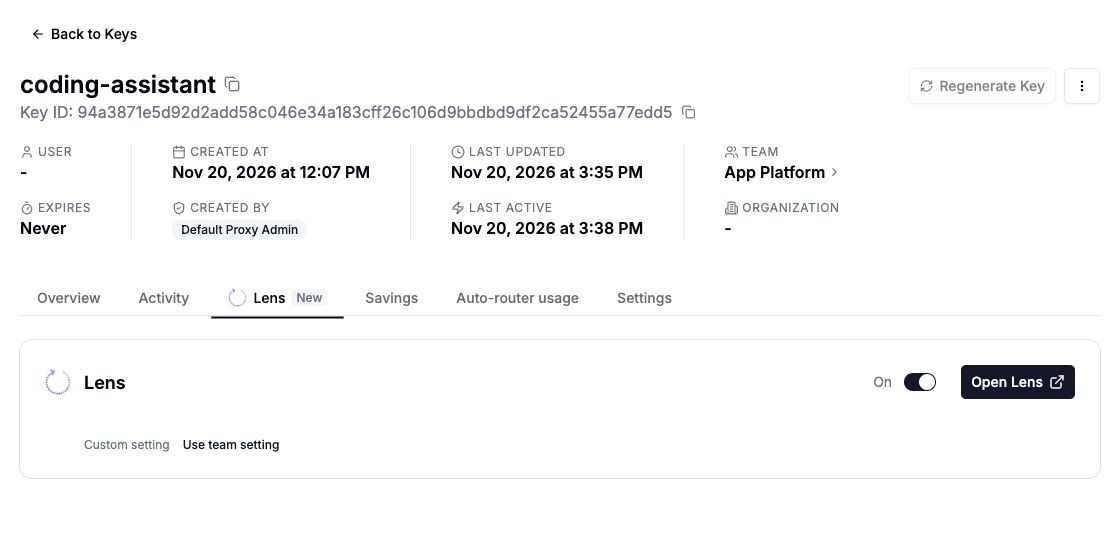 Back to Keys
coding-assistant
Regenerate Key
Key ID: 94a3871e5d92d2add58c046e34a183cff26c106d9bbdbd9df2ca52455a77edd5
USER
-
CREATED AT
Nov 20, 2026 at 12:07 PM
LAST UPDATED
Nov 20, 2026 at 3:35 PM
TEAM
App Platform
EXPIRES
Never
CREATED BY
Default Proxy Admin
LAST ACTIVE
Nov 20, 2026 at 3:38 PM
ORGANIZATION
-
Overview
Activity
Lens New
Savings
Auto-router usage
Settings
Lens
On
Open Lens
Custom setting Use team setting